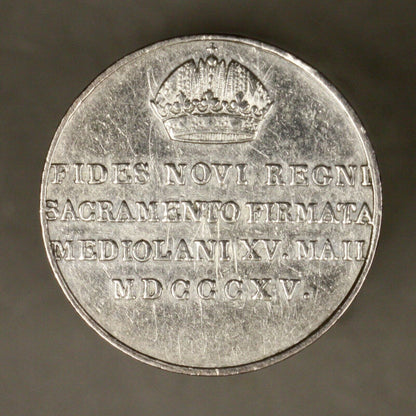 FIDES NOVI REGNI
SACRAMENTO FIRMATA
MEDIOLANI XV. MAII
MDCCCXV.